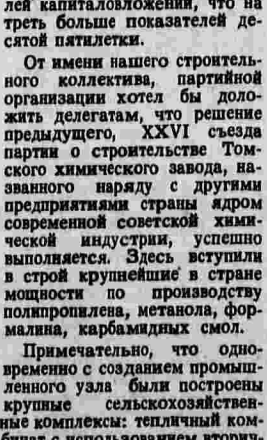 лей капиталовложений, что на
треть больше показателей де-
сятой пятилетки.
От имени нашего строитель-
ного коллектива, партийной
организации хотел бы доло-
жить делегатам, что решение
предыдущего, XXVI съезда
партии о строительстве Том-
ского химического завода, на-
званного наряду с другими
предприятиями страны ядром
современной советской хими-
ческой индустрии, успешно
выполняется. Здесь вступили
в строй крупнейшие в стране
мощности по производству
полипропилена, метанола, фор-
малина, карбамидных смол.
Примечательно, что одно-
временно с созданием промыш-
ленного узла были построены
крупные сельскохозяйствен-
ные комплексы: тепличный ком-
бинат с использованием вторич-